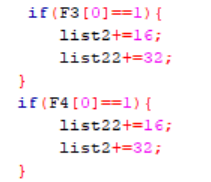 if(F3[0]==1){
list2+=16;
list22+=32;
}
if(F4[0]==1){
list22+=16;
list2+=32;
}